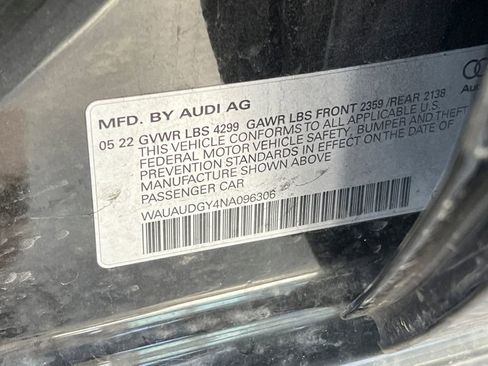 MFD. BY AUDI AG
05 22 GVWR LBS 4299 GAWR LBS FRONT 2359 /REAR 2138
THIS VEHICLE CONFORMS TO ALL APPLICABLE U.S.
FEDERAL MOTOR VEHICLE SAFETY, BUMPER AND THEFT
PREVENTION STANDARDS IN EFFECT ON THE DATE OF
MANUFACTURE SHOWN ABOVE
PASSENGER CAR
WAUAUDGY4NA096306